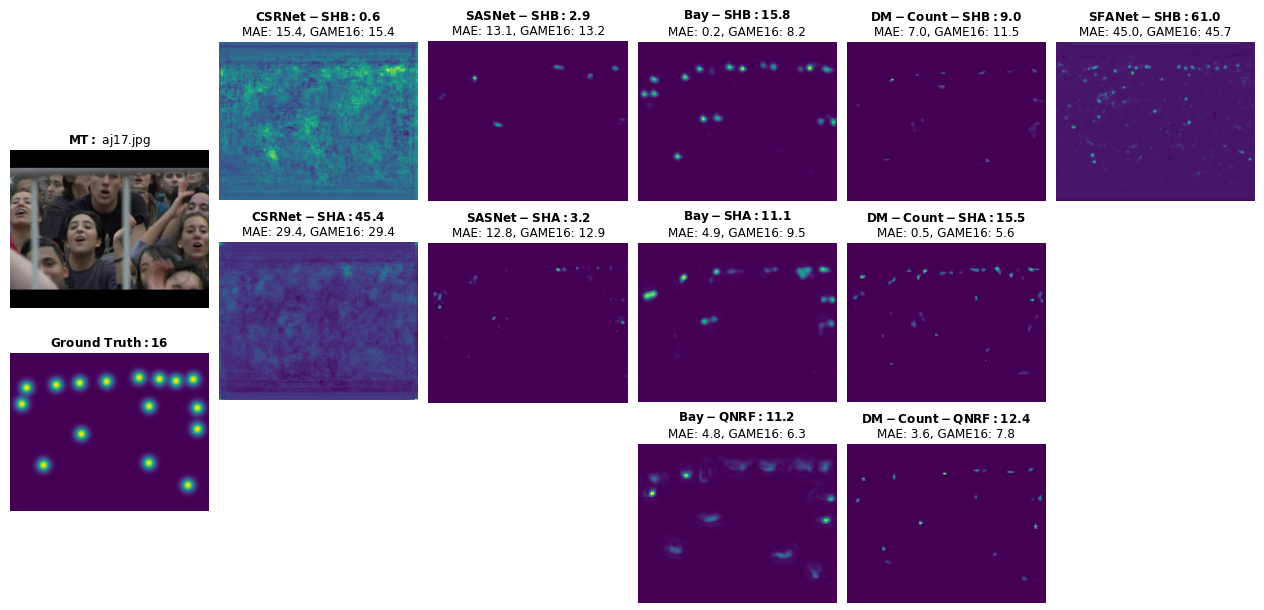 CSRNet − SHB : 0.6
MAE: 15.4, GAME16: 15.4
SASNet − SHB : 2.9
MAE: 13.1, GAME16: 13.2
Bay − SHB : 15.8
MAE: 0.2, GAME16: 8.2
DM − Count − SHB : 9.0
MAE: 7.0, GAME16: 11.5
SFANet − SHB : 61.0
MAE: 45.0, GAME16: 45.7
MT : aj17.jpg
CSRNet − SHA : 45.4
MAE: 29.4, GAME16: 29.4
SASNet − SHA : 3.2
MAE: 12.8, GAME16: 12.9
Bay − SHA : 11.1
MAE: 4.9, GAME16: 9.5
DM − Count − SHA : 15.5
MAE: 0.5, GAME16: 5.6
Ground Truth : 16
Bay − QNRF : 11.2
MAE: 4.8, GAME16: 6.3
DM − Count − QNRF : 12.4
MAE: 3.6, GAME16: 7.8